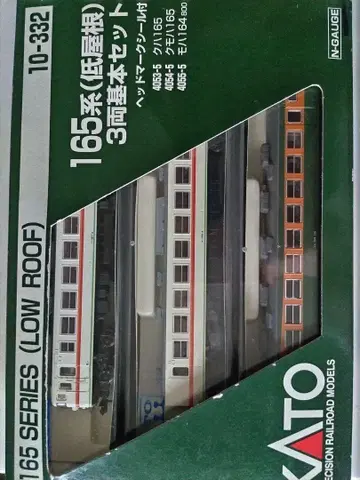 10-332
165系(低屋根)
3両基本セット
ヘッドマークシール付
4053-5 クハ165
4054-5 クモハ165
4055-5 モハ164 800
N-GAUGE
165 SERIES (LOW ROOF)
KATO
PRECISION RAILROAD MODELS